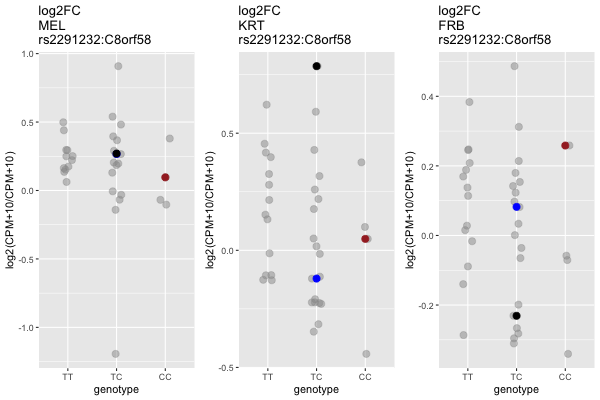 log2FC
MEL
rs2291232:C8orf58
log2(CPM+10/CPM+10)
1.0
0.5
0.0
-0.5
-1.0
TT TC CC
genotype
log2FC
KRT
rs2291232:C8orf58
log2(CPM+10/CPM+10)
0.5
0.0
-0.5
TT TC CC
genotype
log2FC
FRB
rs2291232:C8orf58
log2(CPM+10/CPM+10)
0.4
0.2
0.0
-0.2
TT TC CC
genotype